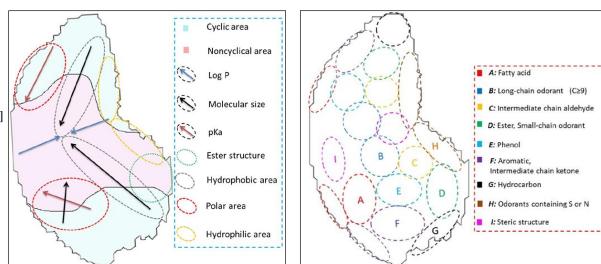 ]
Cyclic area
Noncyclical area
Log P
Molecular size
pKa
Ester structure
Hydrophobic area
Polar area
Hydrophilic area
I
B
H
C
A
E
D
F
G
A: Fatty acid
B: Long-chain odorant (C≥9)
C: Intermediate chain aldehyde
D: Ester, Small-chain odorant
E: Phenol
F: Aromatic,
Intermediate chain ketone
G: Hydrocarbon
H: Odorants containing S or N
I: Steric structure